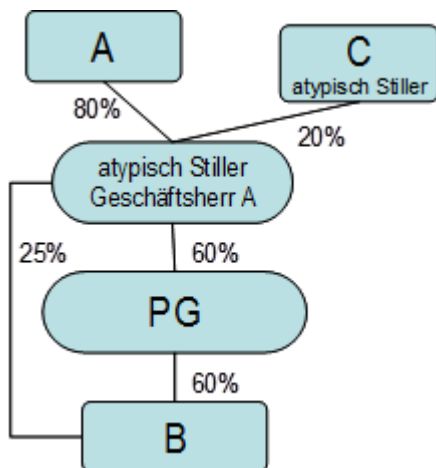 A
C
atypisch Stiller
80%
20%
atypisch Stiller
Geschäftsherr A
25%
60%
PG
60%
B